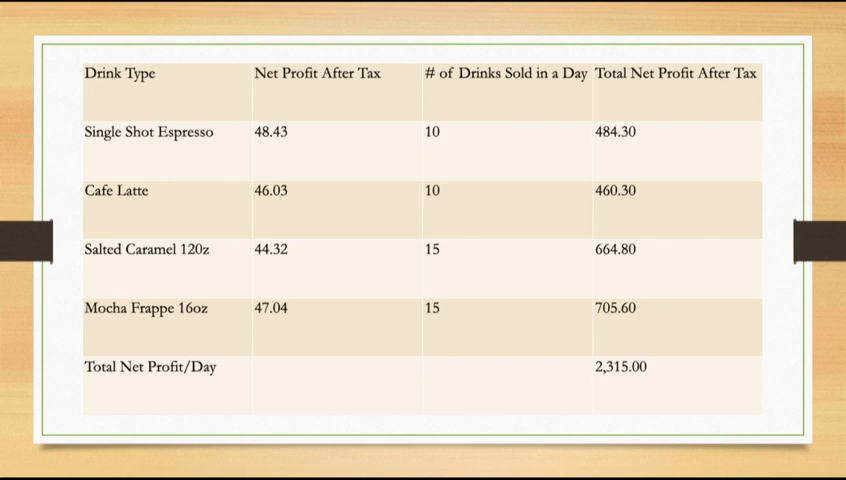 Drink Type Net Profit After Tax # of Drinks Sold in a Day Total Net Profit After Tax
Single Shot Espresso 48.43 10 484.30
Cafe Latte 46.03 10 460.30
Salted Caramel 120z 44.32 15 664.80
Mocha Frappe 16oz 47.04 15 705.60
Total Net Profit/Day 2,315.00